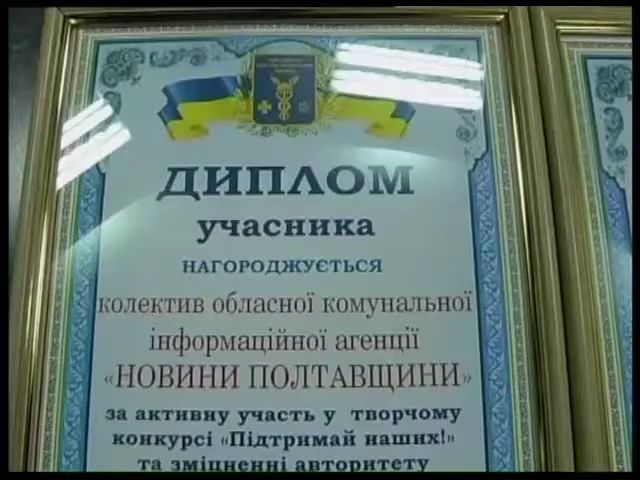 ДИПЛОМ
учасника
НАГОРОДЖУЄТЬСЯ
колектив обласної комунальної
інформаційної агенції
«НОВИНИ ПОЛТАВЩИНИ»
за активну участь у творчому
конкурсі «Підтримай наших!»
та зміцненні авторитету